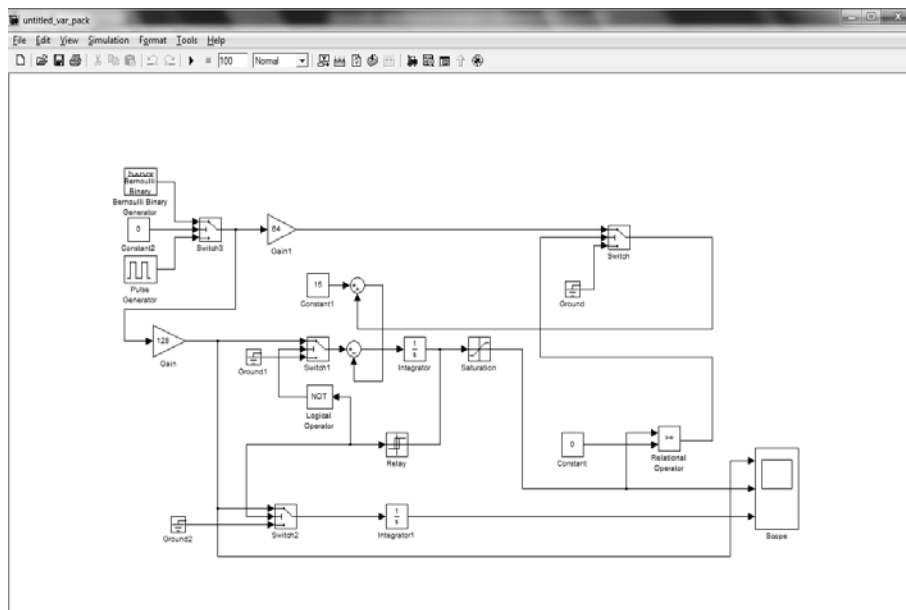 untitled_var_pack
File Edit View Simulation Format Tools Help
100 Normal
Bernoulli
Binary
Bernoulli Binary
Generator
0
Constant2
Switch3
64
Gain1
Pulse
Generator
Switch
Ground
15
Constant1
128
Gain
Ground1
Switch1
1
s
Integrator
Saturation
NOT
Logical
Operator
Relay
0
Constant
>=
Relational
Operator
Ground2
Switch2
1
s
Integrator1
Scope